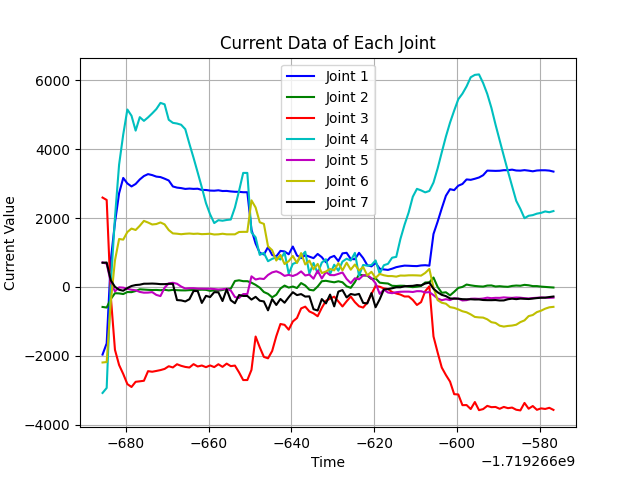 Current Data of Each Joint
Joint 1
Joint 2
Joint 3
Joint 4
Joint 5
Joint 6
Joint 7
6000
4000
2000
0
−2000
−4000
Current Value
−680 −660 −640 −620 −600 −580
Time
−1.719266e9